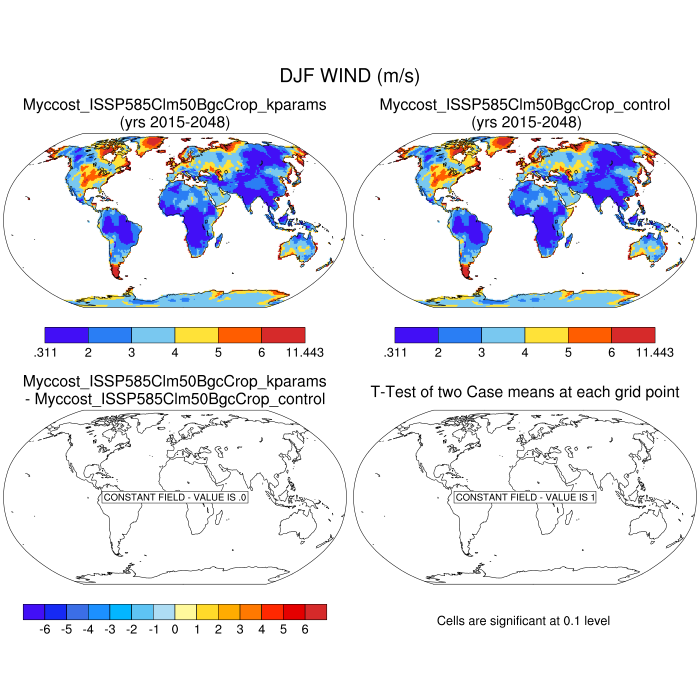 DJF WIND (m/s)
Myccost_ISSP585Clm50BgcCrop_kparams
(yrs 2015-2048)
Myccost_ISSP585Clm50BgcCrop_control
(yrs 2015-2048)
.311 2 3 4 5 6 11.443
.311 2 3 4 5 6 11.443
Myccost_ISSP585Clm50BgcCrop_kparams
- Myccost_ISSP585Clm50BgcCrop_control
T-Test of two Case means at each grid point
CONSTANT FIELD - VALUE IS .0
CONSTANT FIELD - VALUE IS 1
-6 -5 -4 -3 -2 -1 0 1 2 3 4 5 6
Cells are significant at 0.1 level